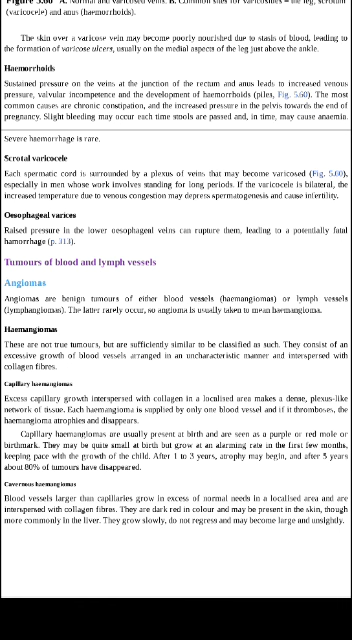 Figure 5.60 A. Normal and varicosed veins. B. Common sites for varicosities – the leg, scrotum
(varicocele) and anus (haemorrhoids).
The skin over a varicose vein may become poorly nourished due to stasis of blood, leading to
the formation of varicose ulcers, usually on the medial aspects of the leg just above the ankle.
Haemorrhoids
Sustained pressure on the veins at the junction of the rectum and anus leads to increased venous
pressure, valvular incompetence and the development of haemorrhoids (piles, Fig. 5.60). The most
common causes are chronic constipation, and the increased pressure in the pelvis towards the end of
pregnancy. Slight bleeding may occur each time stools are passed and, in time, may cause anaemia.
Severe haemorrhage is rare.
Scrotal varicocele
Each spermatic cord is surrounded by a plexus of veins that may become varicosed (Fig. 5.60),
especially in men whose work involves standing for long periods. If the varicocele is bilateral, the
increased temperature due to venous congestion may depress spermatogenesis and cause infertility.
Oesophageal varices
Raised pressure in the lower oesophageal veins can rupture them, leading to a potentially fatal
haemorrhage (p. 313).
Tumours of blood and lymph vessels
Angiomas
Angiomas are benign tumours of either blood vessels (haemangiomas) or lymph vessels
(lymphangiomas). The latter rarely occur, so angioma is usually taken to mean haemangioma.
Haemangiomas
These are not true tumours, but are sufficiently similar to be classified as such. They consist of an
excessive growth of blood vessels arranged in an uncharacteristic manner and interspersed with
collagen fibres.
Capillary haemangiomas
Excess capillary growth interspersed with collagen in a localised area makes a dense, plexus-like
network of tissue. Each haemangioma is supplied by only one blood vessel and if it thromboses, the
haemangioma atrophies and disappears.
Capillary haemangiomas are usually present at birth and are seen as a purple or red mole or
birthmark. They may be quite small at birth but grow at an alarming rate in the first few months,
keeping pace with the growth of the child. After 1 to 3 years, atrophy may begin, and after 5 years
about 80% of tumours have disappeared.
Cavernous haemangiomas
Blood vessels larger than capillaries grow in excess of normal needs in a localised area and are
interspersed with collagen fibres. They are dark red in colour and may be present in the skin, though
more commonly in the liver. They grow slowly, do not regress and may become large and unsightly.